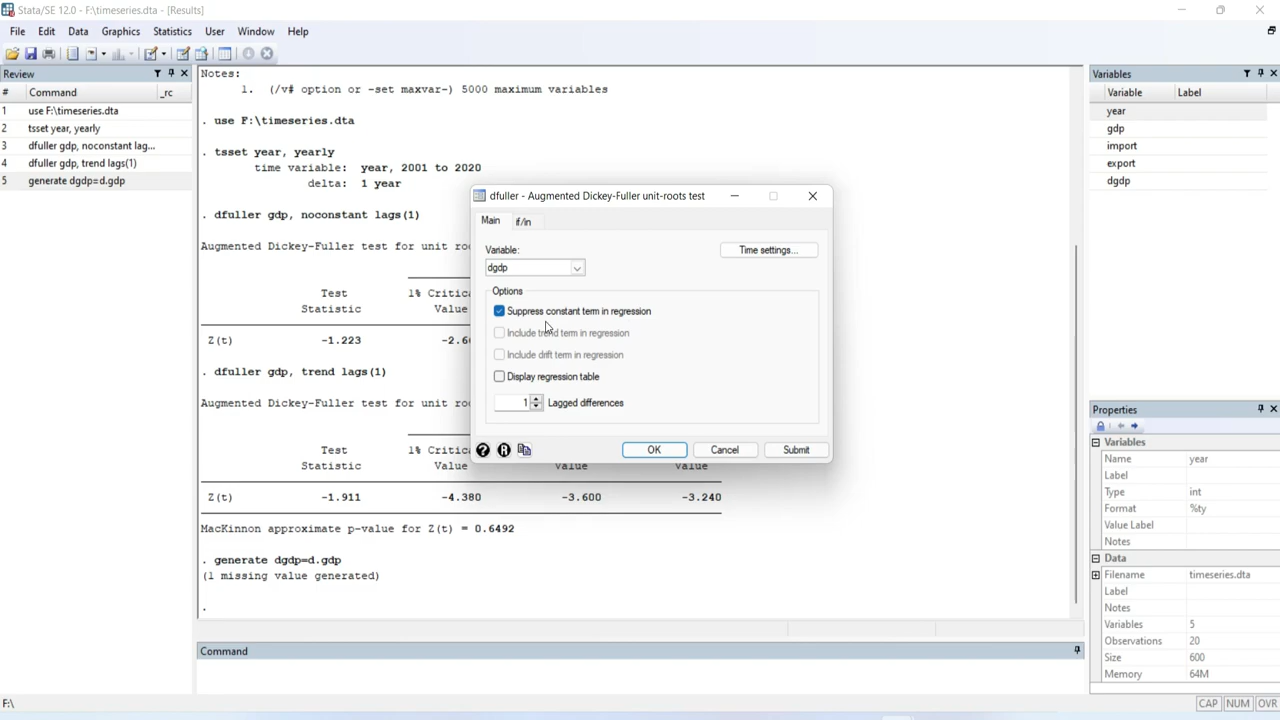 Stata/SE 12.0 - F:\timeseries.dta - [Results]
File Edit Data Graphics Statistics User Window Help
Review
# Command _rc
1 use F:\timeseries.dta
2 tsset year, yearly
3 dfuller gdp, noconstant lag...
4 dfuller gdp, trend lags(1)
5 generate dgdp=d.gdp
Notes:
1. (/v# option or -set maxvar-) 5000 maximum variables
. use F:\timeseries.dta
. tsset year, yearly
time variable: year, 2001 to 2020
delta: 1 year
. dfuller gdp, noconstant lags(1)
Augmented Dickey-Fuller test for unit
Test 1% Critic
Statistic Value
Z(t) -1.223
. dfuller gdp, trend lags(1)
Augmented Dickey-Fuller test for unit
Test 1% Critic
Statistic Value Value Value
Z(t) -1.911 -4.380 -3.600 -3.240
MacKinnon approximate p-value for Z(t) = 0.6492
. generate dgdp=d.gdp
(1 missing value generated)
.
dfuller - Augmented Dickey-Fuller unit-roots test
Main if/in
Variable:
Time settings...
dgdp
Options
Suppress constant term in regression
Include trend term in regression
Include drift term in regression
Display regression table
1 Lagged differences
OK Cancel Submit
Command
Variables
Variable Label
year
gdp
import
export
dgdp
Properties
Variables
Name year
Label
Type int
Format %ty
Value Label
Notes
Data
Filename timeseries.dta
Label
Notes
Variables 5
Observations 20
Size 600
Memory 64M
F:\
CAP NUM OVR